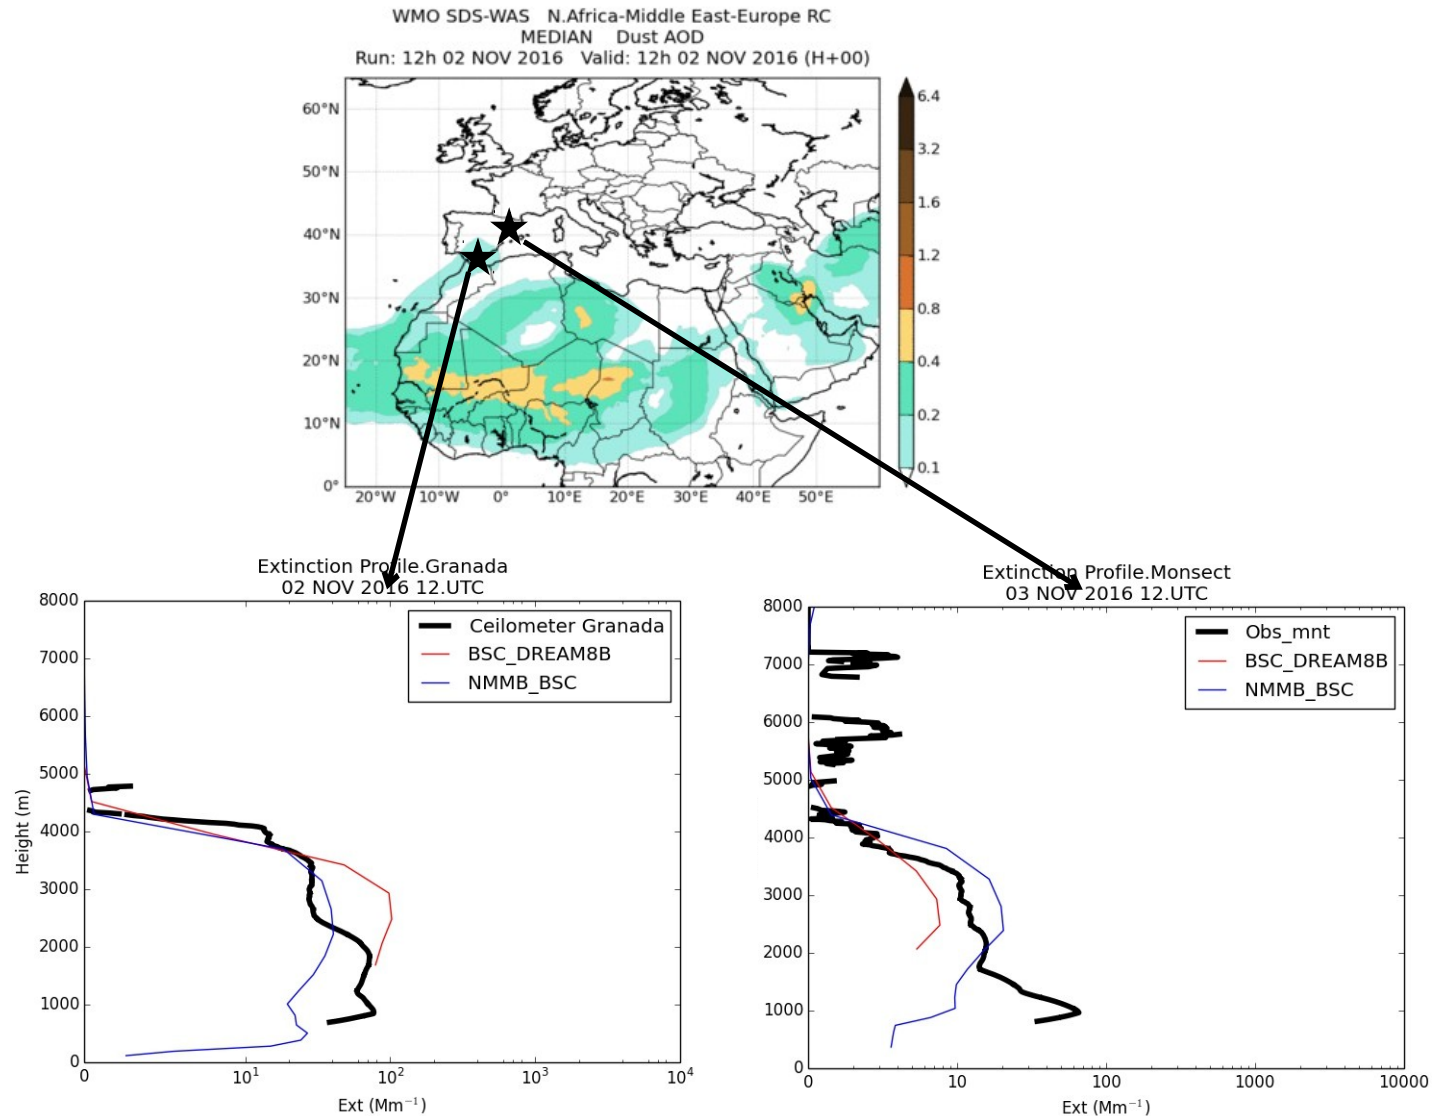 WMO SDS-WAS   N.Africa-Middle East-Europe RC
MEDIAN    Dust AOD
Run: 12h 02 NOV 2016   Valid: 12h 02 NOV 2016 (H+00)
60°N
50°N
40°N
30°N
20°N
10°N
0°
20°W 10°W 0° 10°E 20°E 30°E 40°E 50°E
6.4
3.2
1.6
1.2
0.8
0.4
0.2
0.1
Extinction Profile.Granada
02 NOV 2016 12.UTC
Ceilometer Granada
BSC_DREAM8B
NMMB_BSC
Height (m)
8000
7000
6000
5000
4000
3000
2000
1000
0
0 10¹ 10² 10³ 10⁴
Ext (Mm⁻¹)
Extinction Profile.Monsect
03 NOV 2016 12.UTC
Obs_mnt
BSC_DREAM8B
NMMB_BSC
8000
7000
6000
5000
4000
3000
2000
1000
0
0 10 100 1000 10000
Ext (Mm⁻¹)